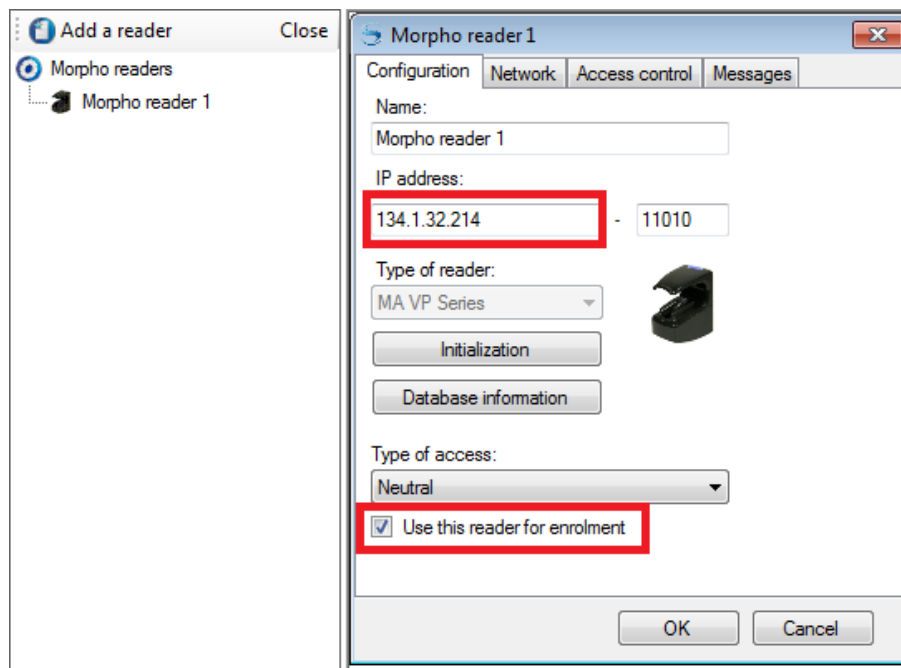 Add a reader Close
Morpho readers
Morpho reader 1
Morpho reader 1
Configuration Network Access control Messages
Name:
Morpho reader 1
IP address:
134.1.32.214 - 11010
Type of reader:
MA VP Series
Initialization
Database information
Type of access:
Neutral
Use this reader for enrolment
OK Cancel